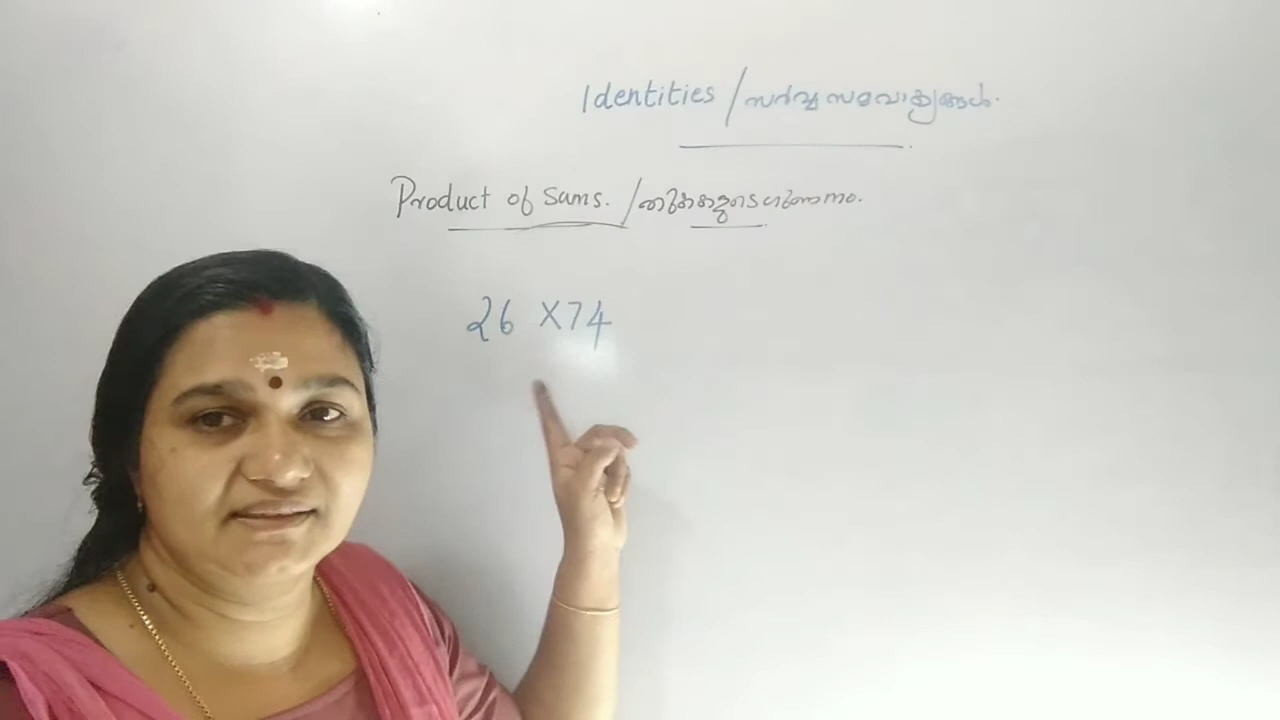 Identities / സർവ്വസമവാക്യങ്ങൾ.
Product of Sums. / തുകകളുടെ ഗുണനം.
26 X 74